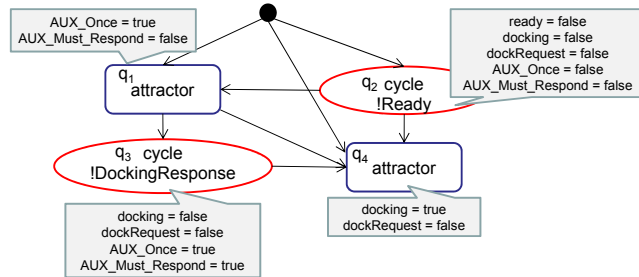 AUX_Once = true
AUX_Must_Respond = false
ready = false
docking = false
dockRequest = false
AUX_Once = false
AUX_Must_Respond = false
q1
attractor
q2 cycle
!Ready
q3 cycle
!DockingResponse
q4
attractor
docking = false
dockRequest = false
AUX_Once = true
AUX_Must_Respond = true
docking = true
dockRequest = false